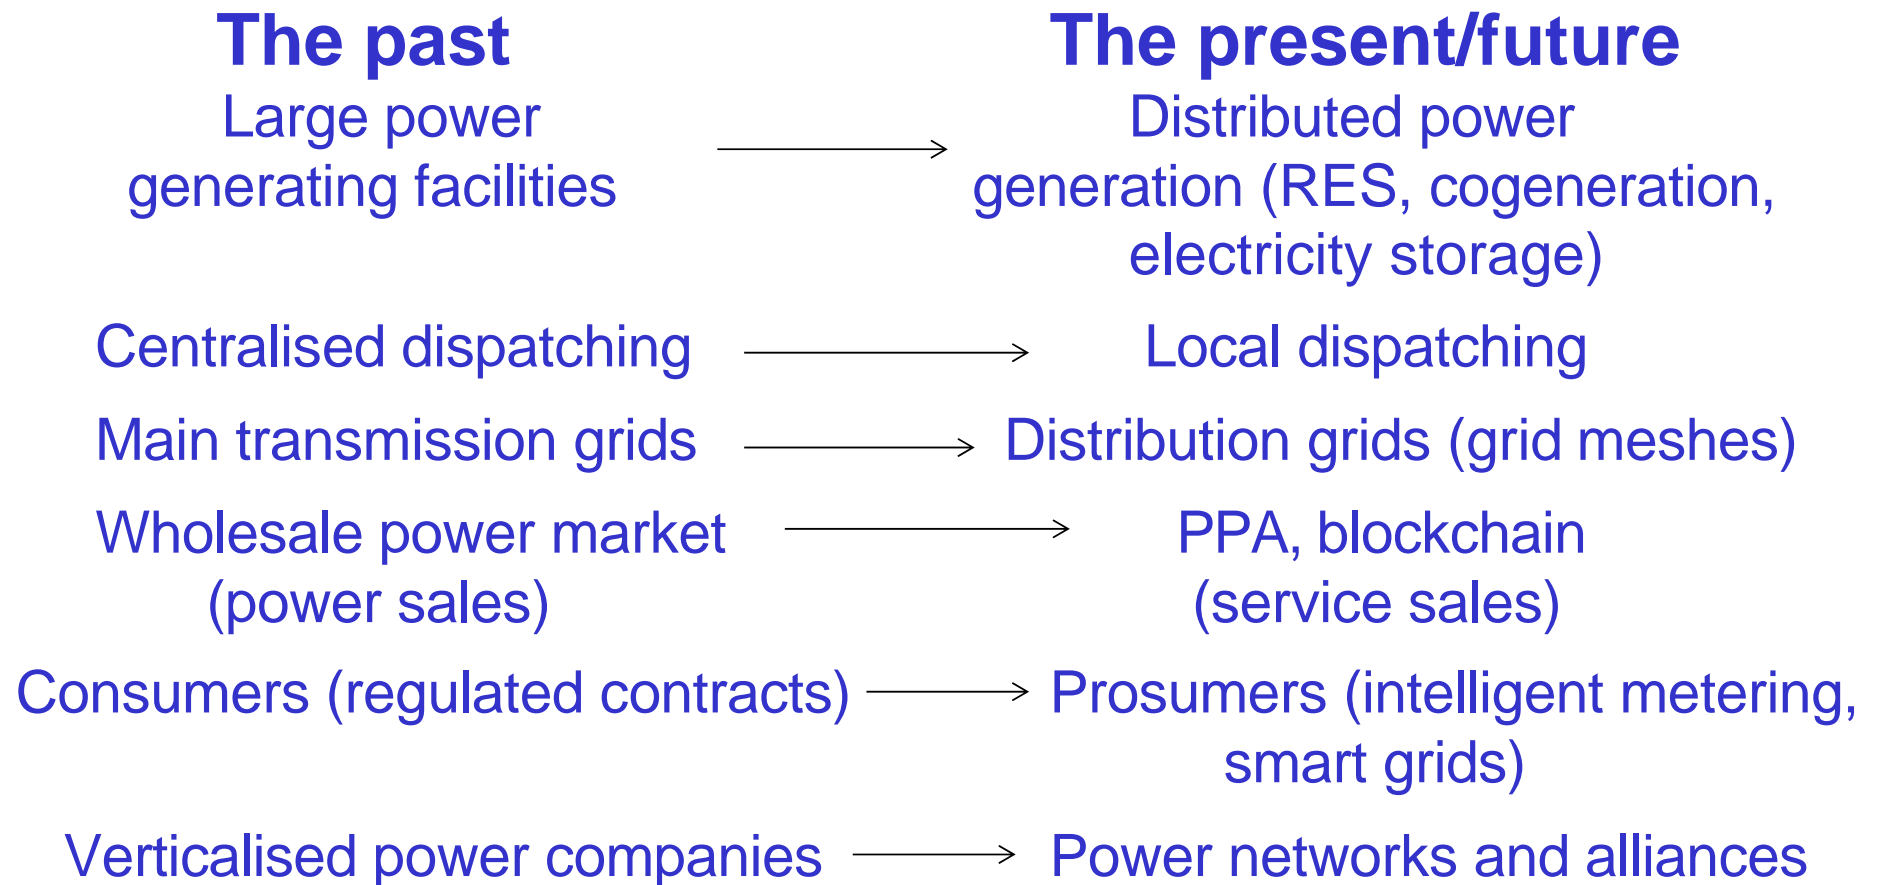 The past
The present/future
Large power
generating facilities
Distributed power
generation (RES, cogeneration,
electricity storage)
Centralised dispatching
Local dispatching
Main transmission grids
Distribution grids (grid meshes)
Wholesale power market
(power sales)
PPA, blockchain
(service sales)
Consumers (regulated contracts)
Prosumers (intelligent metering,
smart grids)
Verticalised power companies
Power networks and alliances